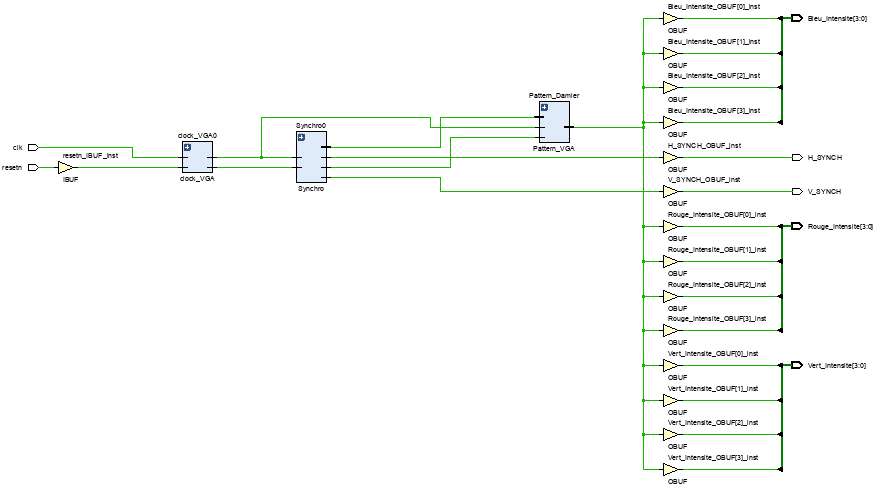 clk
resetn
resetn_IBUF_inst
IBUF
clock_VGA0
clock_VGA
Synchro0
Synchro
Pattern_Damier
Pattern_VGA
Bleu_Intensite_OBUF[0]_inst
OBUF
Bleu_Intensite_OBUF[1]_inst
OBUF
Bleu_Intensite_OBUF[2]_inst
OBUF
Bleu_Intensite_OBUF[3]_inst
OBUF
H_SYNCH_OBUF_inst
OBUF
V_SYNCH_OBUF_inst
OBUF
Rouge_Intensite_OBUF[0]_inst
OBUF
Rouge_Intensite_OBUF[1]_inst
OBUF
Rouge_Intensite_OBUF[2]_inst
OBUF
Rouge_Intensite_OBUF[3]_inst
OBUF
Vert_Intensite_OBUF[0]_inst
OBUF
Vert_Intensite_OBUF[1]_inst
OBUF
Vert_Intensite_OBUF[2]_inst
OBUF
Vert_Intensite_OBUF[3]_inst
OBUF
Bleu_Intensite[3:0]
H_SYNCH
V_SYNCH
Rouge_Intensite[3:0]
Vert_Intensite[3:0]